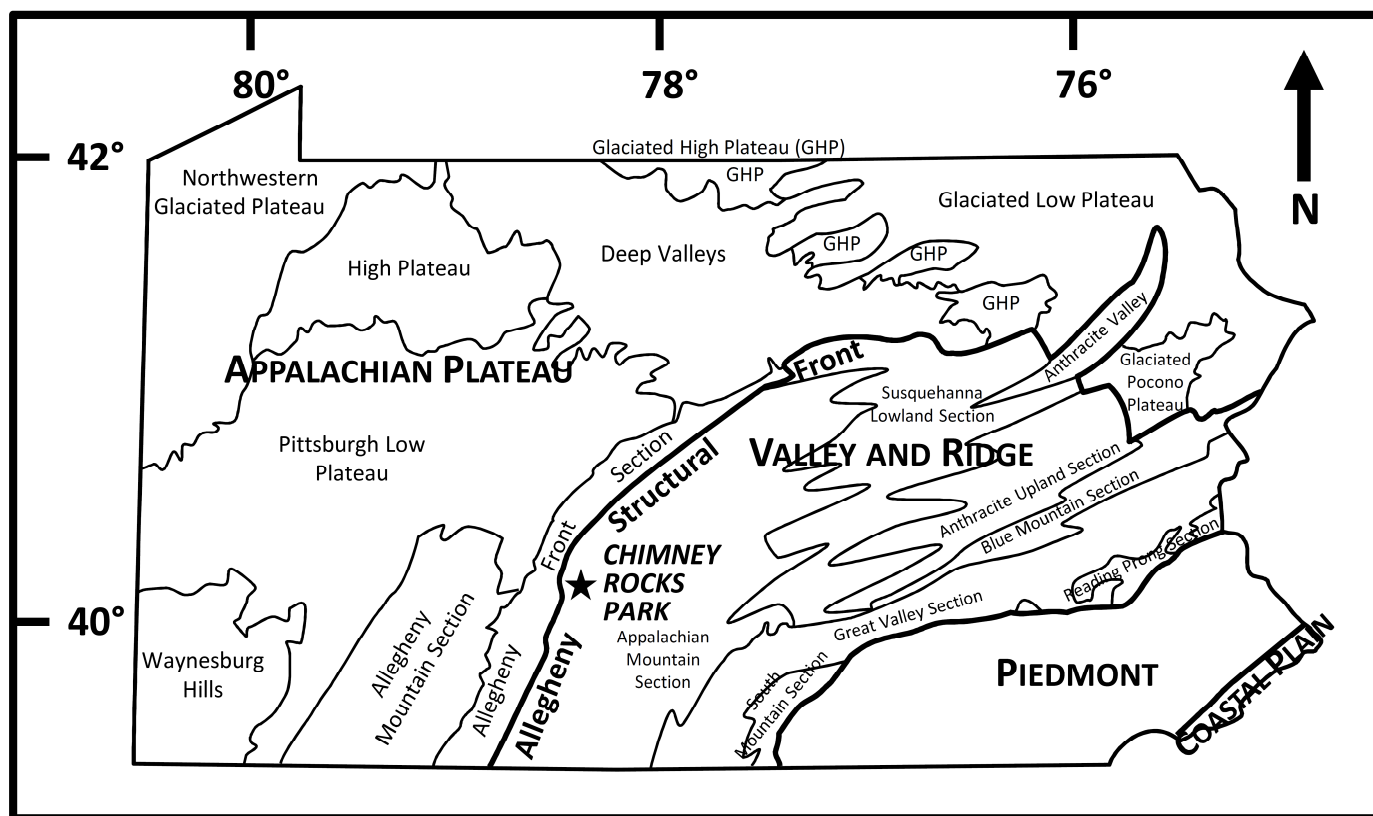 80°
78°
76°
42°
40°
N
Glaciated High Plateau (GHP)
GHP
Northwestern
Glaciated Plateau
Glaciated Low Plateau
High Plateau
Deep Valleys
GHP
GHP
GHP
Anthracite Valley
Glaciated
Pocono
Plateau
APPALACHIAN PLATEAU
Susquehanna
Lowland Section
Pittsburgh Low
Plateau
VALLEY AND RIDGE
Allegheny Structural Front
Allegheny Front Section
Anthracite Upland Section
Blue Mountain Section
Reading Prong Section
Great Valley Section
CHIMNEY
ROCKS
PARK
Appalachian
Mountain
Section
Waynesburg
Hills
Allegheny
Mountain Section
South
Mountain Section
PIEDMONT
COASTAL PLAIN